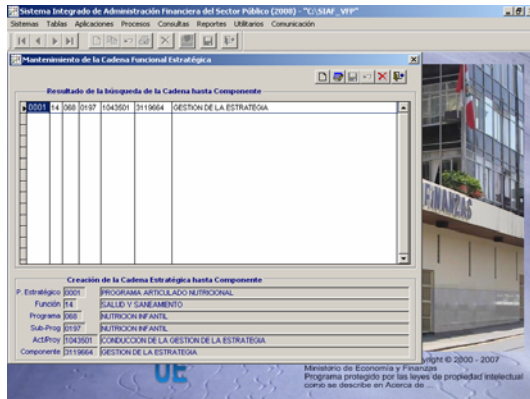 Sistema Integrado de Administración Financiera del Sector Público (2008) - "C:\SIAF_VFP"
Sistemas Tablas Aplicaciones Procesos Consultas Reportes Utilitarios Comunicación
Mantenimiento de la Cadena Funcional Estratégica
Resultado de la búsqueda de la Cadena hasta Componente
0001 14 068 0197 1043501 3119664 GESTION DE LA ESTRATEGIA
FINANZAS
Creación de la Cadena Estratégica hasta Componente
P. Estratégico 0001 PROGRAMA ARTICULADO NUTRICIONAL
Función 14 SALUD Y SANEAMIENTO
Programa 068 NUTRICION INFANTIL
Sub-Prog 0197 NUTRICION INFANTIL
Act/Proy 1043501 CONDUCCION DE LA GESTION DE LA ESTRATEGIA
Componente 3119664 GESTION DE LA ESTRATEGIA
UE
© 2000 - 2007
Ministerio de Economía y Finanzas
Programa protegido por las leyes de propiedad intelectual
como se describe en Acerca de ...